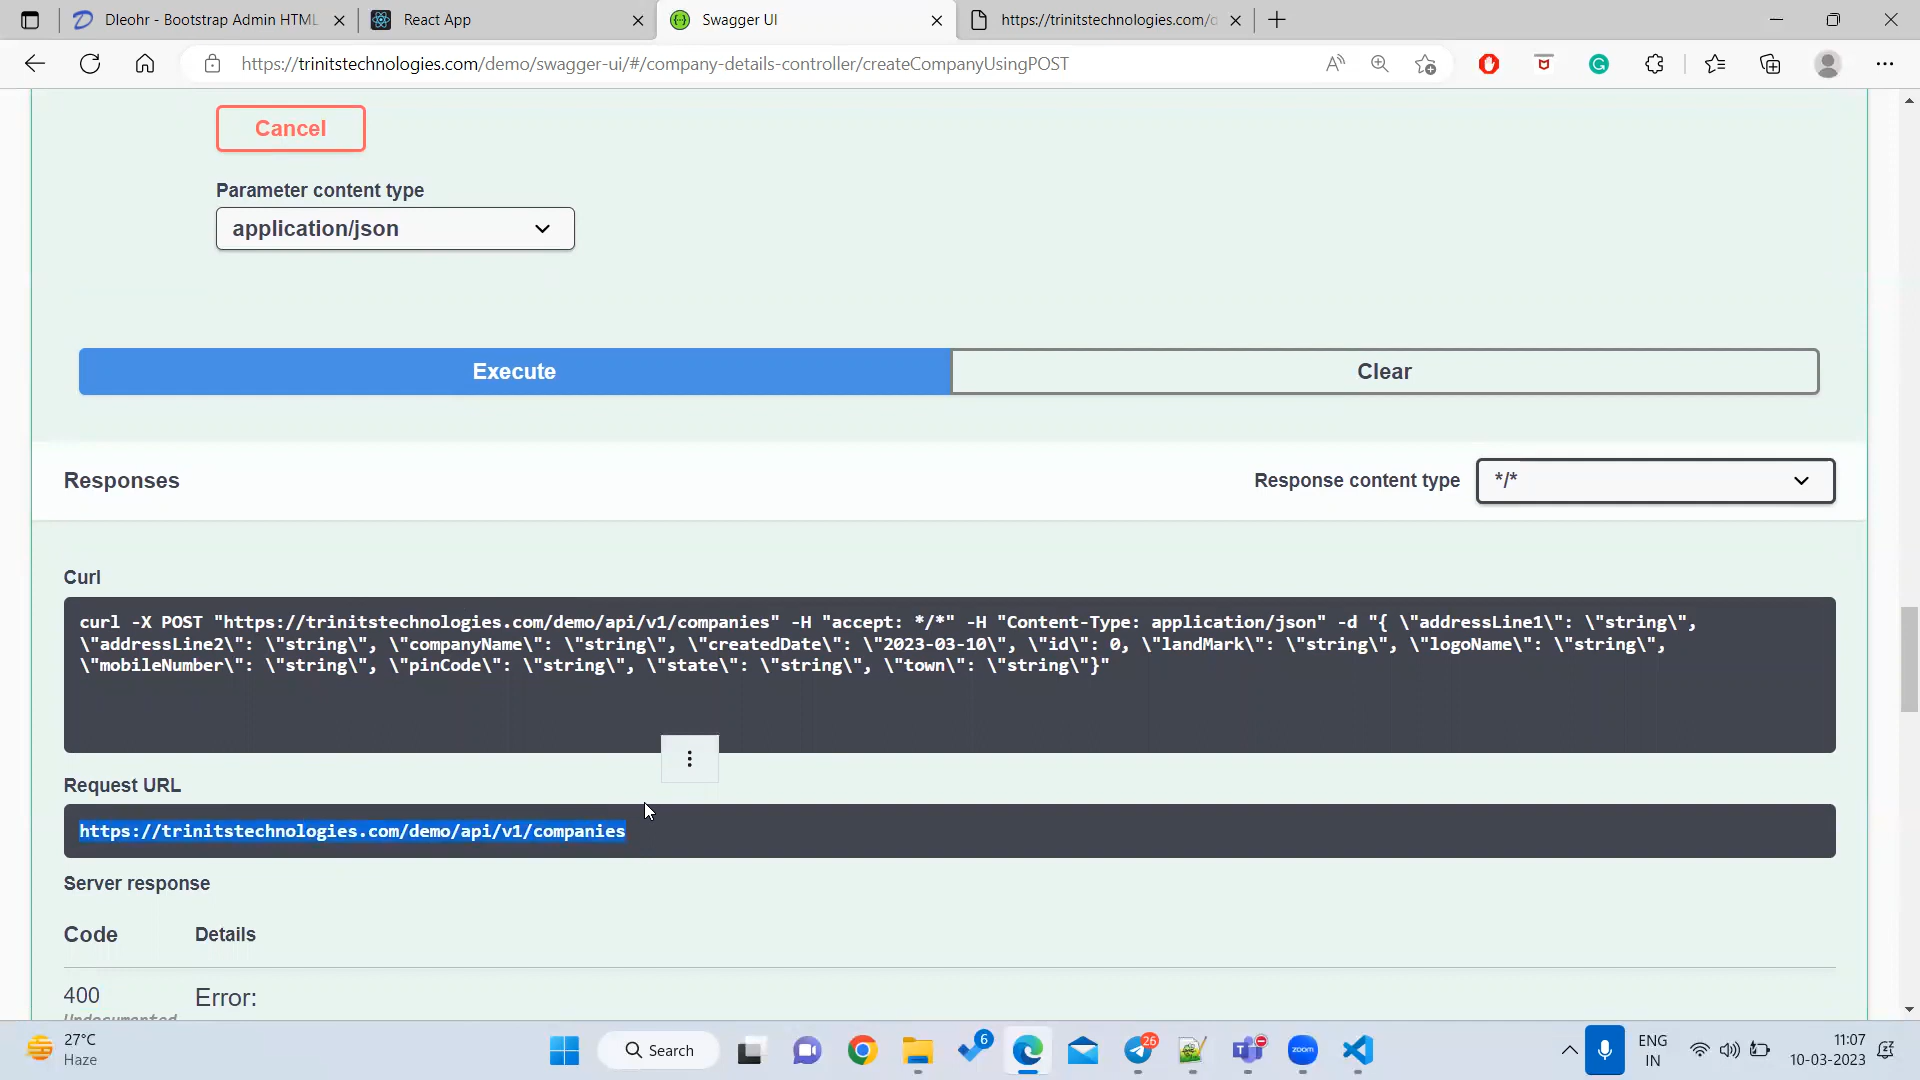 Dleohr - Bootstrap Admin HTML
React App
Swagger UI
https://trinitstechnologies.com/d
https://trinitstechnologies.com/demo/swagger-ui/#/company-details-controller/createCompanyUsingPOST
Cancel
Parameter content type
application/json
Execute
Clear
Responses
Response content type
*/*
Curl
curl -X POST "https://trinitstechnologies.com/demo/api/v1/companies" -H "accept: */*" -H "Content-Type: application/json" -d "{ \"addressLine1\": \"string\",
\"addressLine2\": \"string\", \"companyName\": \"string\", \"createdDate\": \"2023-03-10\", \"id\": 0, \"landMark\": \"string\", \"logoName\": \"string\",
\"mobileNumber\": \"string\", \"pinCode\": \"string\", \"state\": \"string\", \"town\": \"string\"}"
Request URL
https://trinitstechnologies.com/demo/api/v1/companies
Server response
Code
Details
400
Error:
Undocumented
27°C
Haze
Search
6
26
zoom
ENG
IN
11:07
10-03-2023